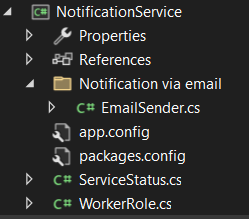 NotificationService
Properties
References
Notification via email
EmailSender.cs
app.config
packages.config
ServiceStatus.cs
WorkerRole.cs